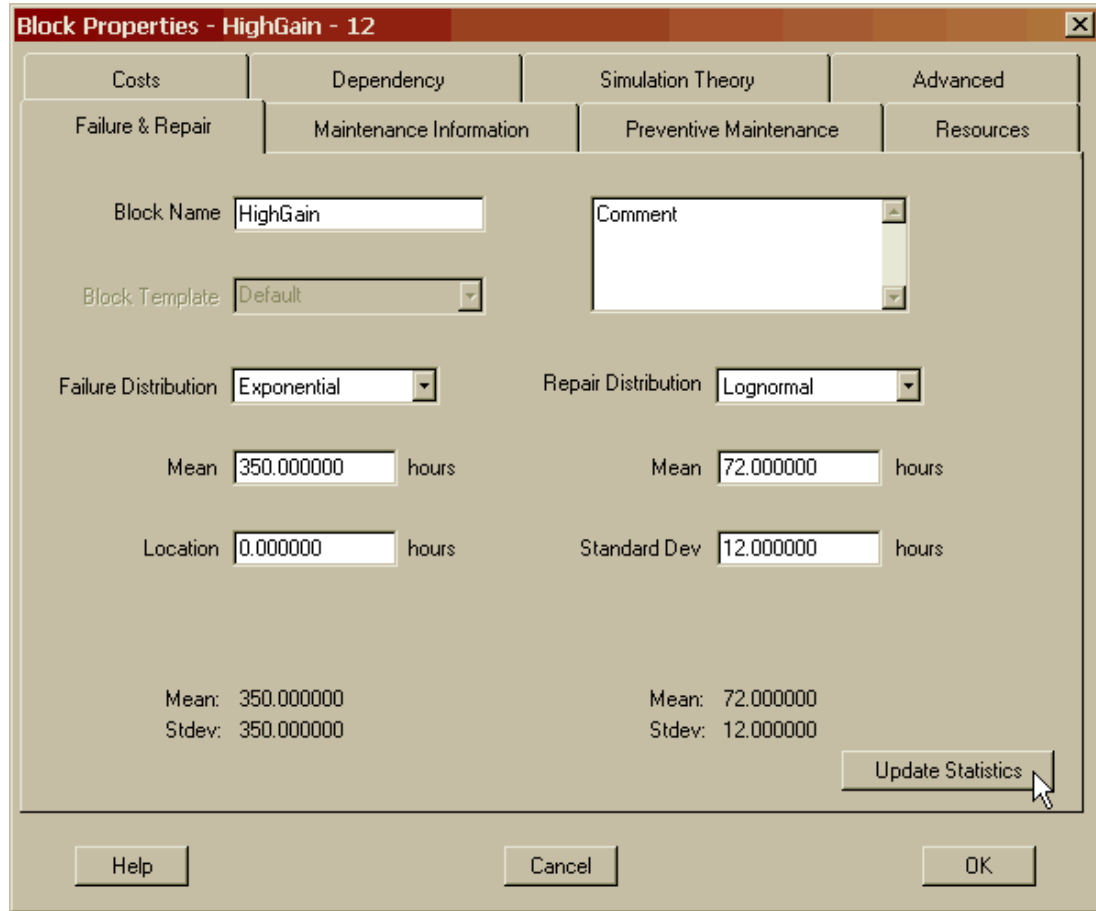 Block Properties - HighGain - 12
Costs Dependency Simulation Theory Advanced
Failure & Repair Maintenance Information Preventive Maintenance Resources
Block Name HighGain Comment
Block Template Default
Failure Distribution Exponential Repair Distribution Lognormal
Mean 350.000000 hours Mean 72.000000 hours
Location 0.000000 hours Standard Dev 12.000000 hours
Mean: 350.000000 Mean: 72.000000
Stdev: 350.000000 Stdev: 12.000000
Update Statistics
Help Cancel OK